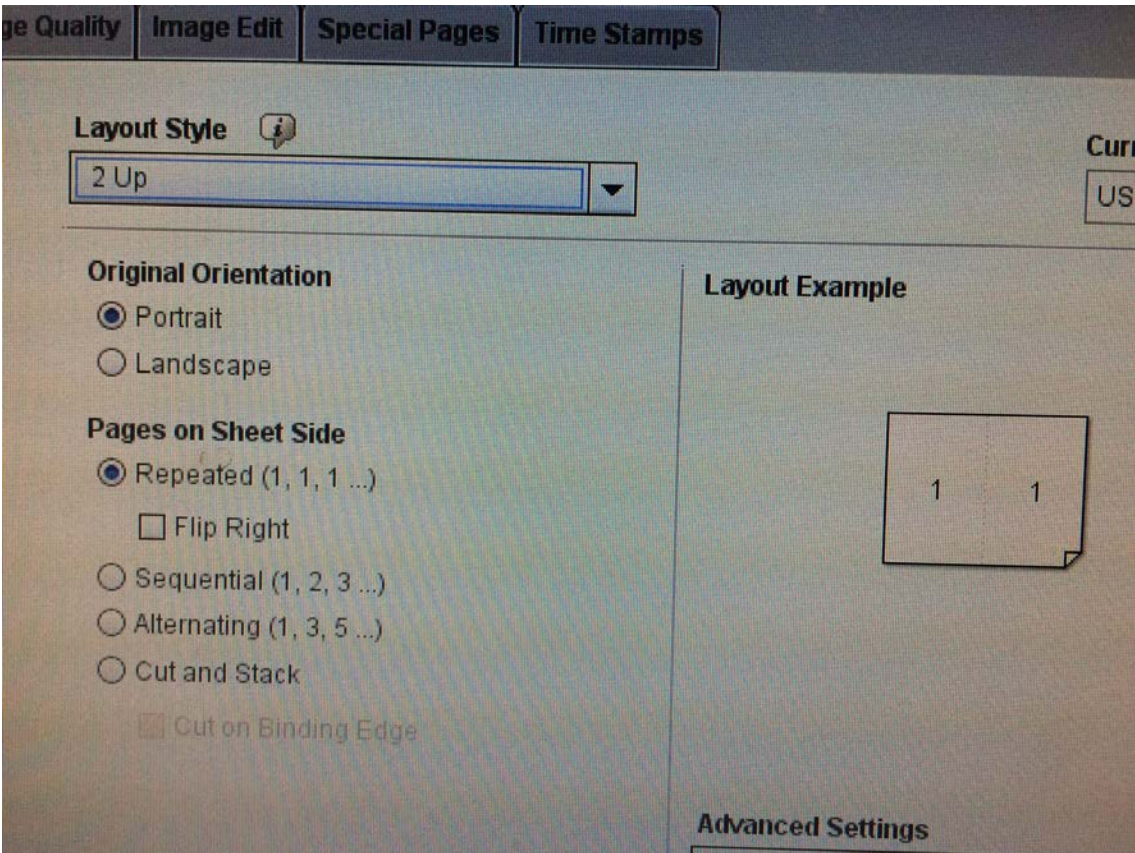 ge Quality Image Edit Special Pages Time Stamps
Layout Style
2 Up
Curr
US
Original Orientation
Portrait
Landscape
Pages on Sheet Side
Repeated (1, 1, 1 ...)
Flip Right
Sequential (1, 2, 3 ...)
Alternating (1, 3, 5 ...)
Cut and Stack
Cut on Binding Edge
Layout Example
1 1
Advanced Settings